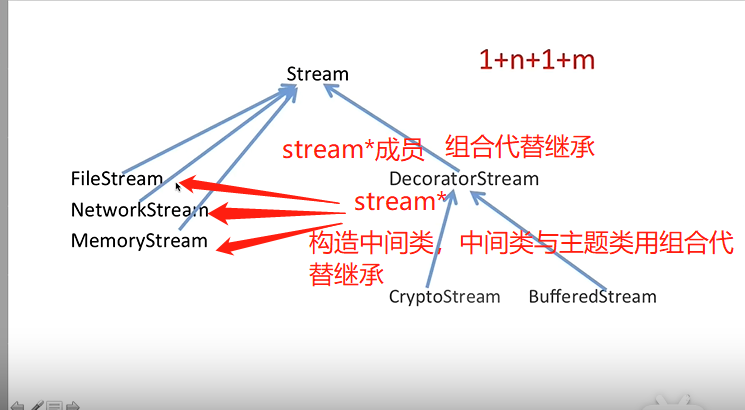 1+n+1+m
Stream
stream*成员 组合代替继承
FileStream
DecoratorStream
stream*
NetworkStream
MemoryStream
构造中间类，中间类与主题类用组合代
替继承
CryptoStream
BufferedStream